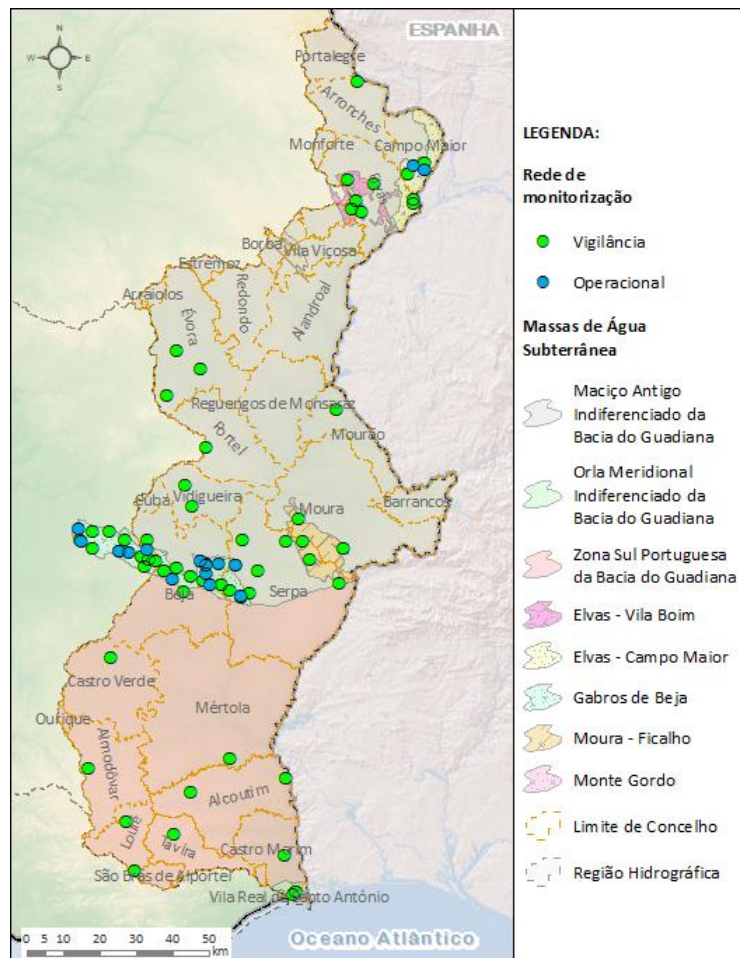 ESPANHA
N
W
E
S
Portalegre
Arronches
Monforte
Campo Maior
Borba
Vila Viçosa
Estremoz
Redondo
Alandroal
Arraiolos
Évora
Reguengos de Monsaraz
Mourão
Portel
Cuba
Vidigueira
Moura
Barrancos
Beja
Serpa
Castro Verde
Mértola
Ourique
Almodôvar
Alcoutim
Loulé
Tavira
Castro Marim
São Brás de Alportel
Vila Real de Santo António
Oceano Atlântico
0 5 10 20 30 40 50
km
LEGENDA:
Rede de
monitorização
Vigilância
Operacional
Massas de Água
Subterrânea
Maciço Antigo
Indiferenciado da
Bacia do Guadiana
Orla Meridional
Indiferenciado da
Bacia do Guadiana
Zona Sul Portuguesa
da Bacia do Guadiana
Elvas - Vila Boim
Elvas - Campo Maior
Gabros de Beja
Moura - Ficalho
Monte Gordo
Limite de Concelho
Região Hidrográfica